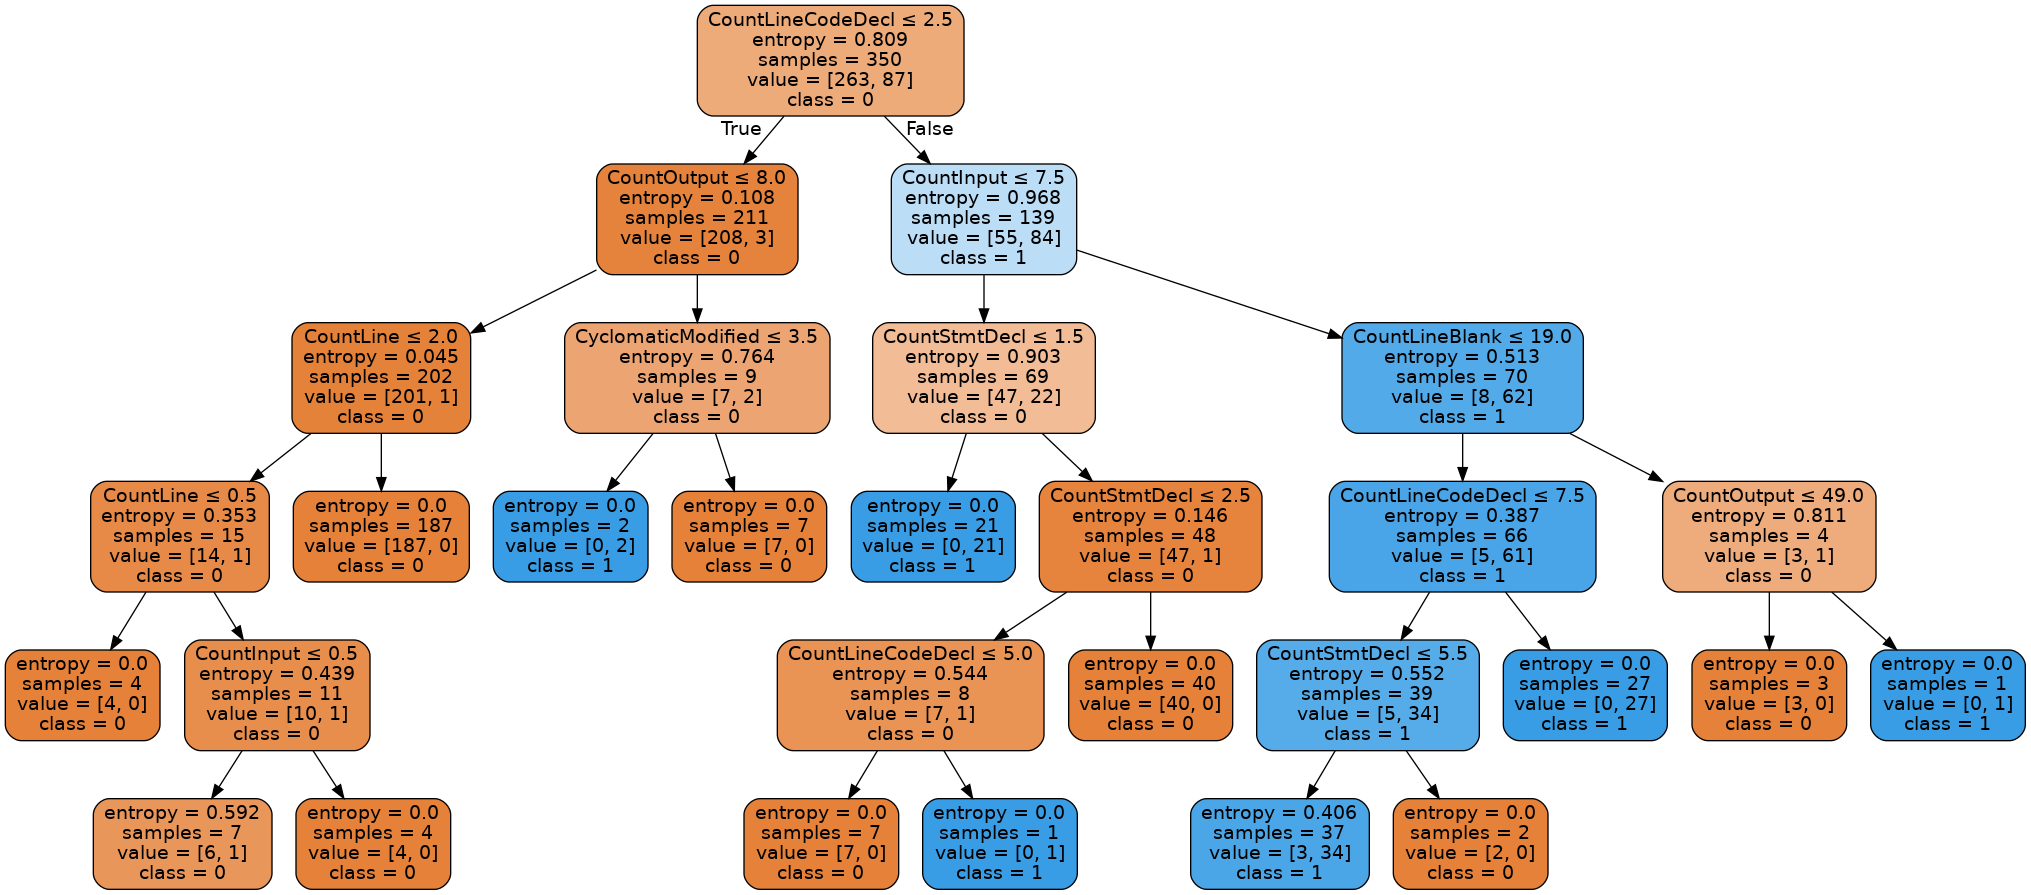 CountLineCodeDecl ≤ 2.5
entropy = 0.809
samples = 350
value = [263, 87]
class = 0
True
False
CountOutput ≤ 8.0
entropy = 0.108
samples = 211
value = [208, 3]
class = 0
CountInput ≤ 7.5
entropy = 0.968
samples = 139
value = [55, 84]
class = 1
CountLine ≤ 2.0
entropy = 0.045
samples = 202
value = [201, 1]
class = 0
CyclomaticModified ≤ 3.5
entropy = 0.764
samples = 9
value = [7, 2]
class = 0
CountStmtDecl ≤ 1.5
entropy = 0.903
samples = 69
value = [47, 22]
class = 0
CountLineBlank ≤ 19.0
entropy = 0.513
samples = 70
value = [8, 62]
class = 1
CountLine ≤ 0.5
entropy = 0.353
samples = 15
value = [14, 1]
class = 0
entropy = 0.0
samples = 187
value = [187, 0]
class = 0
entropy = 0.0
samples = 2
value = [0, 2]
class = 1
entropy = 0.0
samples = 7
value = [7, 0]
class = 0
entropy = 0.0
samples = 21
value = [0, 21]
class = 1
CountStmtDecl ≤ 2.5
entropy = 0.146
samples = 48
value = [47, 1]
class = 0
CountLineCodeDecl ≤ 7.5
entropy = 0.387
samples = 66
value = [5, 61]
class = 1
CountOutput ≤ 49.0
entropy = 0.811
samples = 4
value = [3, 1]
class = 0
entropy = 0.0
samples = 4
value = [4, 0]
class = 0
CountInput ≤ 0.5
entropy = 0.439
samples = 11
value = [10, 1]
class = 0
CountLineCodeDecl ≤ 5.0
entropy = 0.544
samples = 8
value = [7, 1]
class = 0
entropy = 0.0
samples = 40
value = [40, 0]
class = 0
CountStmtDecl ≤ 5.5
entropy = 0.552
samples = 39
value = [5, 34]
class = 1
entropy = 0.0
samples = 27
value = [0, 27]
class = 1
entropy = 0.0
samples = 3
value = [3, 0]
class = 0
entropy = 0.0
samples = 1
value = [0, 1]
class = 1
entropy = 0.592
samples = 7
value = [6, 1]
class = 0
entropy = 0.0
samples = 4
value = [4, 0]
class = 0
entropy = 0.0
samples = 7
value = [7, 0]
class = 0
entropy = 0.0
samples = 1
value = [0, 1]
class = 1
entropy = 0.406
samples = 37
value = [3, 34]
class = 1
entropy = 0.0
samples = 2
value = [2, 0]
class = 0